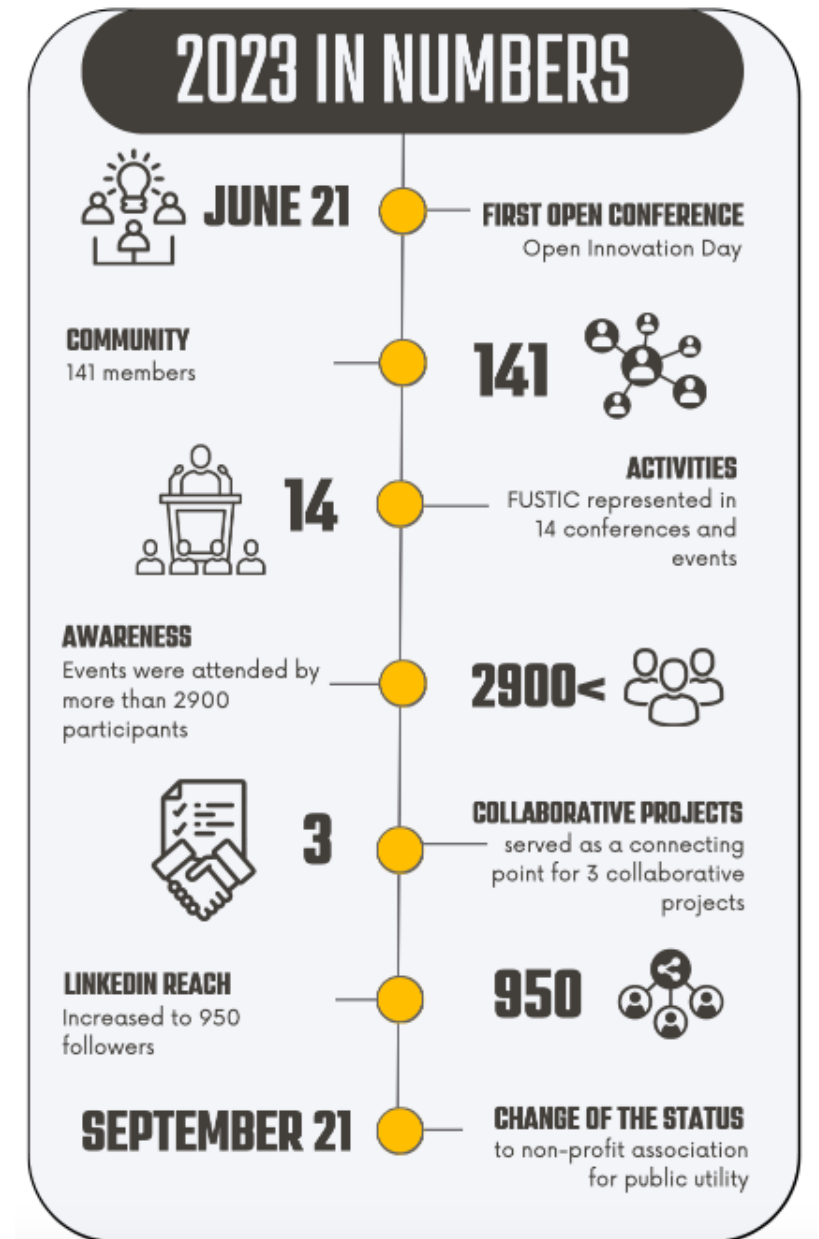 2023 IN NUMBERS
JUNE 21
FIRST OPEN CONFERENCE
Open Innovation Day
COMMUNITY
141 members
141
14
ACTIVITIES
FUSTIC represented in
14 conferences and
events
AWARENESS
Events were attended by
more than 2900
participants
2900<
3
COLLABORATIVE PROJECTS
served as a connecting
point for 3 collaborative
projects
LINKEDIN REACH
Increased to 950
followers
950
SEPTEMBER 21
CHANGE OF THE STATUS
to non-profit association
for public utility